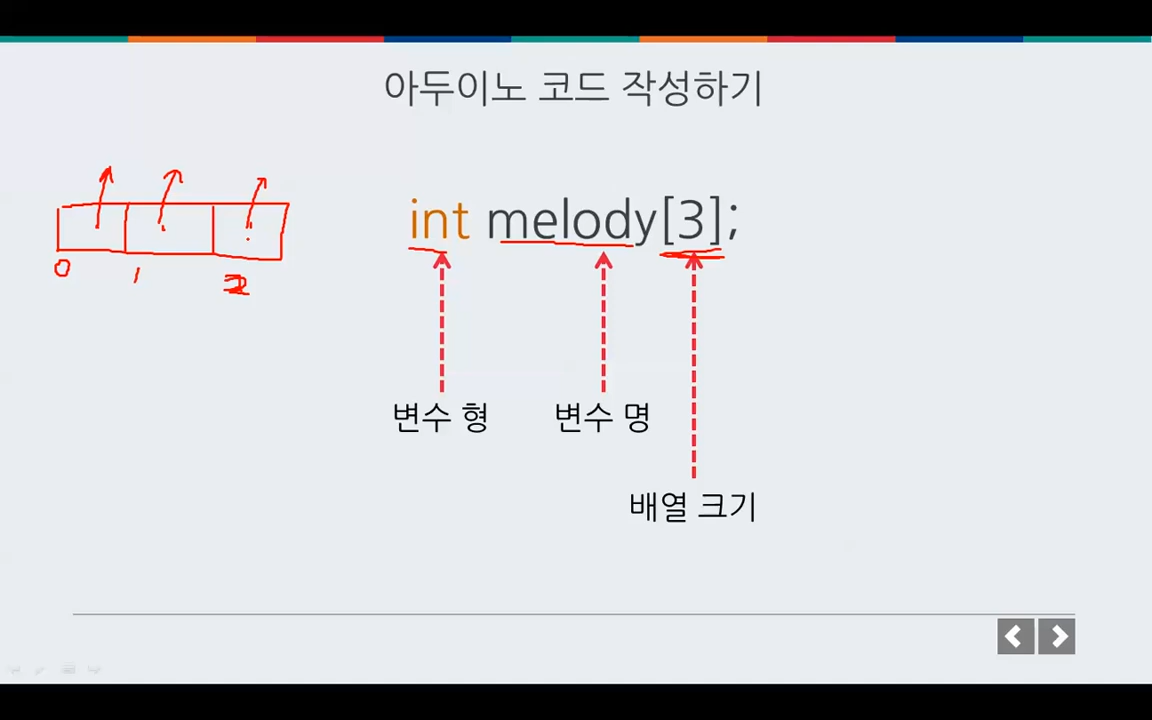 아두이노 코드 작성하기
int melody[3];
0 1 2
변수 형 변수 명
배열 크기